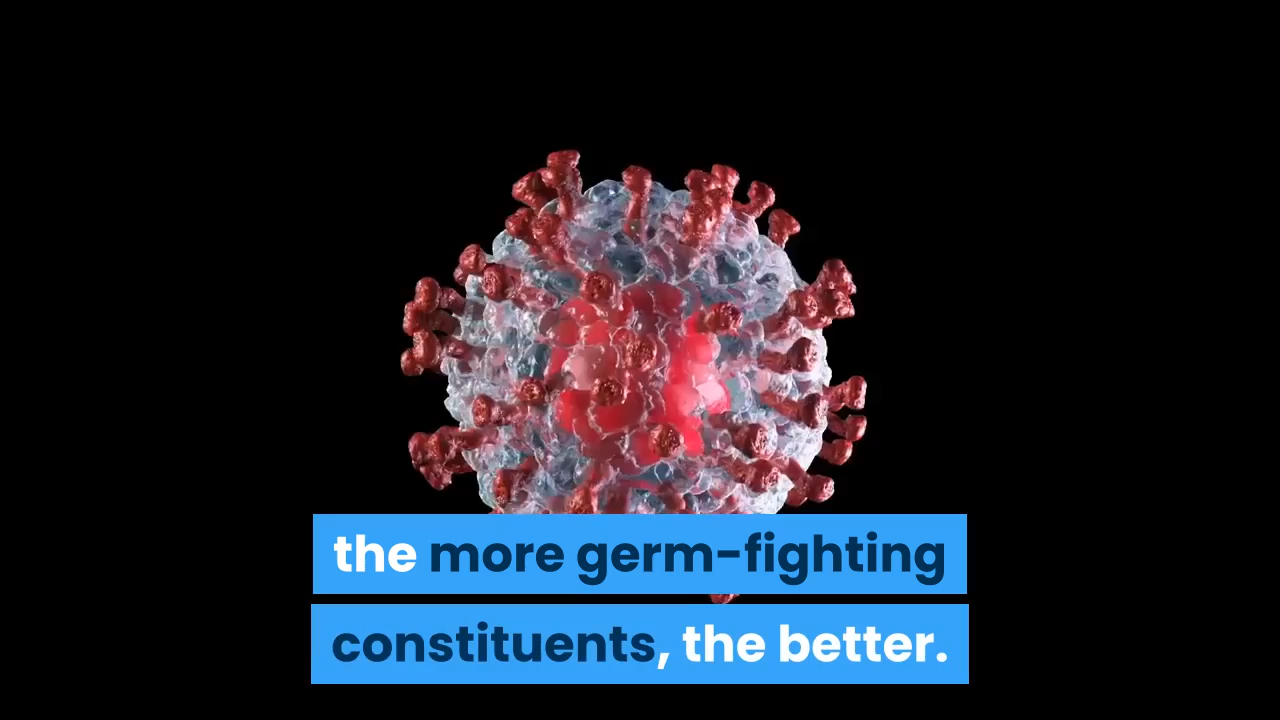 the more germ-fighting
constituents, the better.